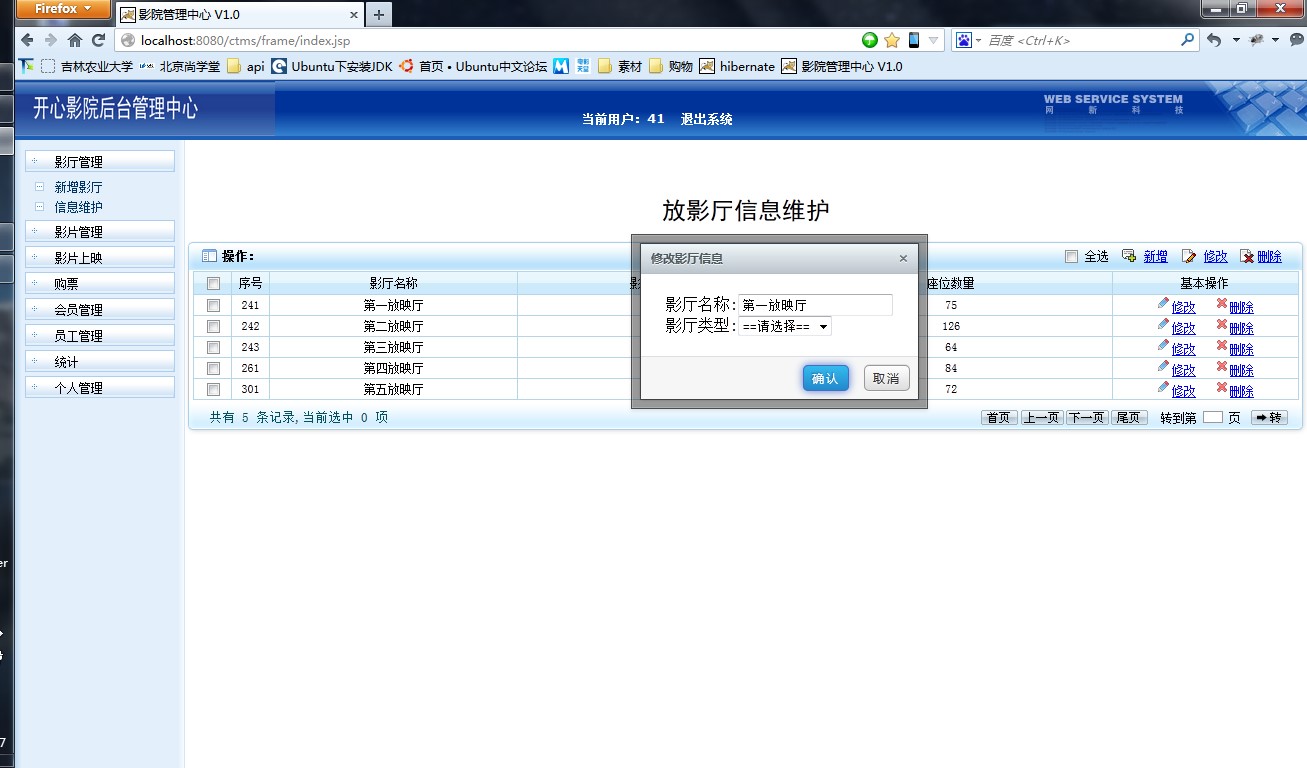 Firefox
影院管理中心 V1.0
localhost:8080/ctms/frame/index.jsp
百度 <Ctrl+K>
吉林农业大学 北京尚学堂 api Ubuntu下安装JDK 首页 • Ubuntu中文论坛 素材 购物 hibernate 影院管理中心 V1.0
开心影院后台管理中心
当前用户: 41 退出系统
WEB SERVICE SYSTEM
网 新 科 技
影厅管理
新增影厅
信息维护
影片管理
影片上映
购票
会员管理
员工管理
统计
个人管理
放影厅信息维护
操作:
全选 新增 修改 删除
序号 影厅名称 座位数量 基本操作
241 第一放映厅 75 修改 删除
242 第二放映厅 126 修改 删除
243 第三放映厅 64 修改 删除
261 第四放映厅 84 修改 删除
301 第五放映厅 72 修改 删除
共有 5 条记录,当前选中 0 项
首页 上一页 下一页 尾页 转到第 页 转
修改影厅信息
影厅名称: 第一放映厅
影厅类型: ==请选择==
确认 取消